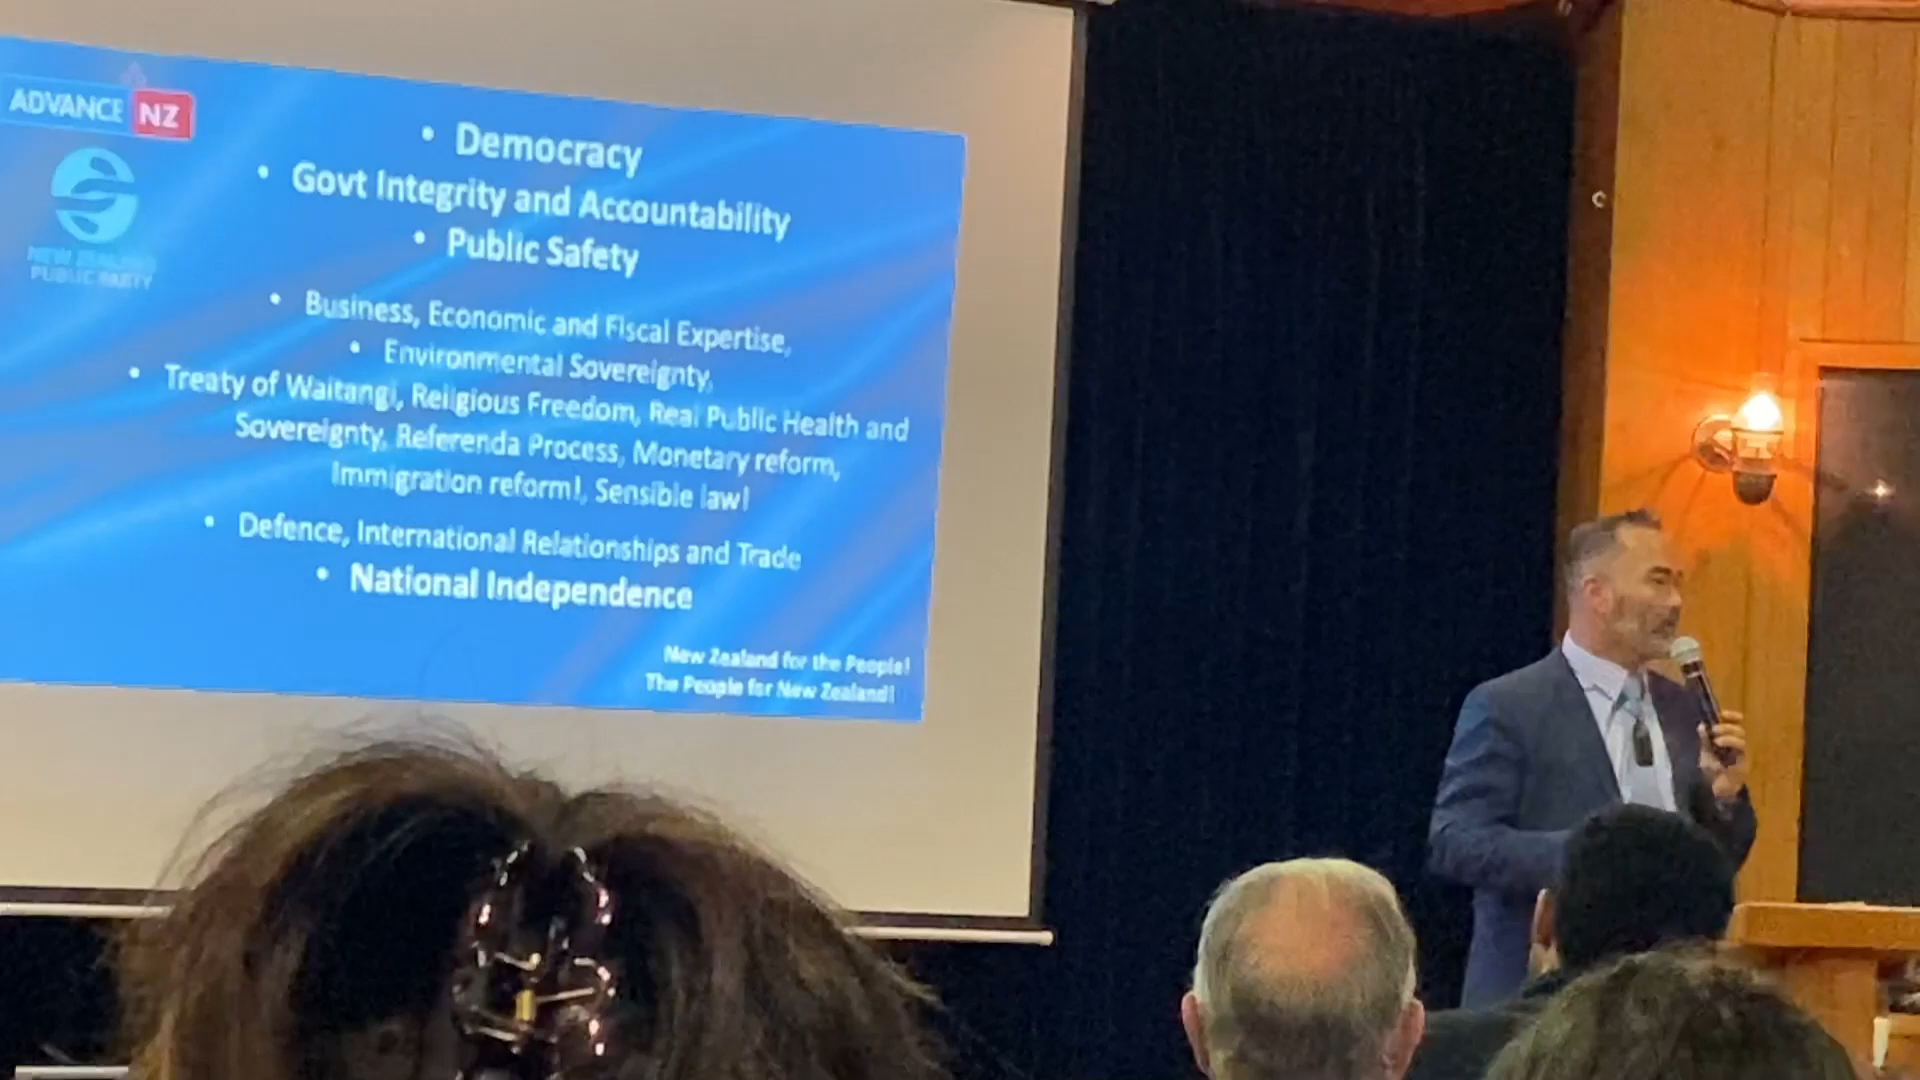 ADVANCE NZ
NEW ZEALAND
PUBLIC PARTY
• Democracy
• Govt Integrity and Accountability
• Public Safety
• Business, Economic and Fiscal Expertise,
• Environmental Sovereignty,
• Treaty of Waitangi, Religious Freedom, Real Public Health and
Sovereignty, Referenda Process, Monetary reform,
Immigration reform!, Sensible law!
• Defence, International Relationships and Trade
• National Independence
New Zealand for the People!
The People for New Zealand!